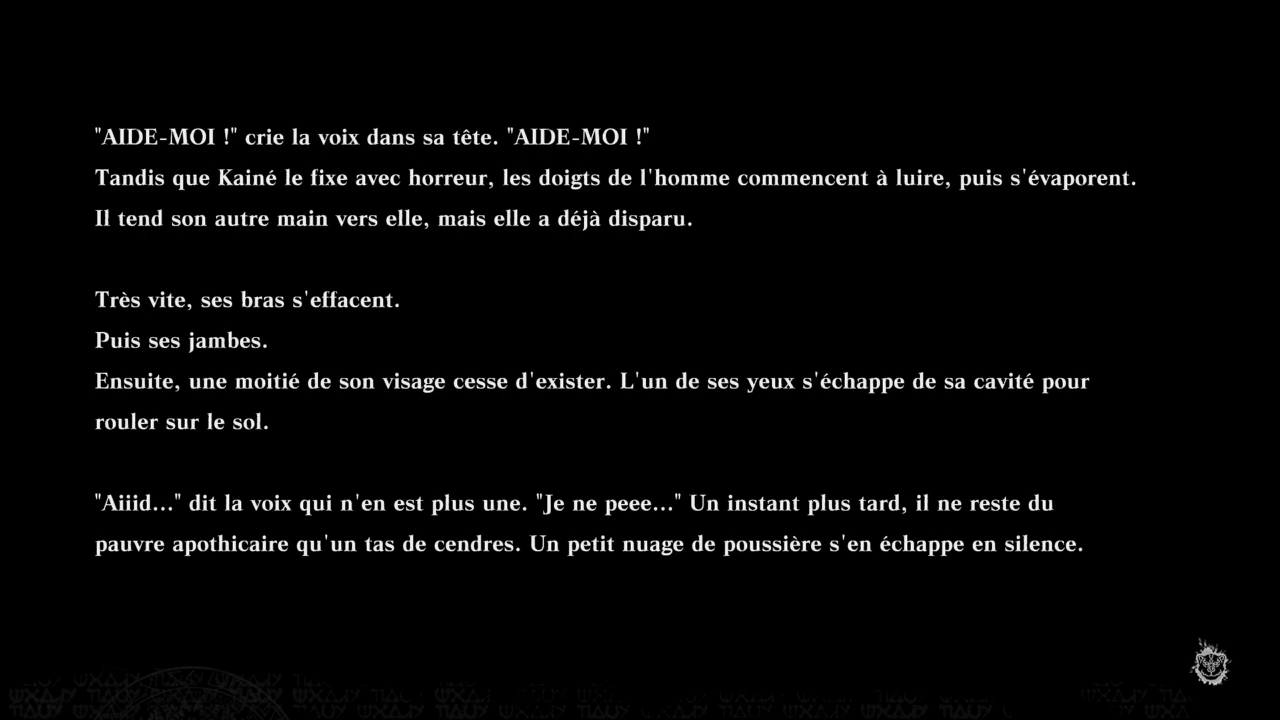 "AIDE-MOI !" crie la voix dans sa tête. "AIDE-MOI !"
Tandis que Kainé le fixe avec horreur, les doigts de l'homme commencent à luire, puis s'évaporent.
Il tend son autre main vers elle, mais elle a déjà disparu.
Très vite, ses bras s'effacent.
Puis ses jambes.
Ensuite, une moitié de son visage cesse d'exister. L'un de ses yeux s'échappe de sa cavité pour
rouler sur le sol.
"Aiiid..." dit la voix qui n'en est plus une. "Je ne peee..." Un instant plus tard, il ne reste du
pauvre apothicaire qu'un tas de cendres. Un petit nuage de poussière s'en échappe en silence.